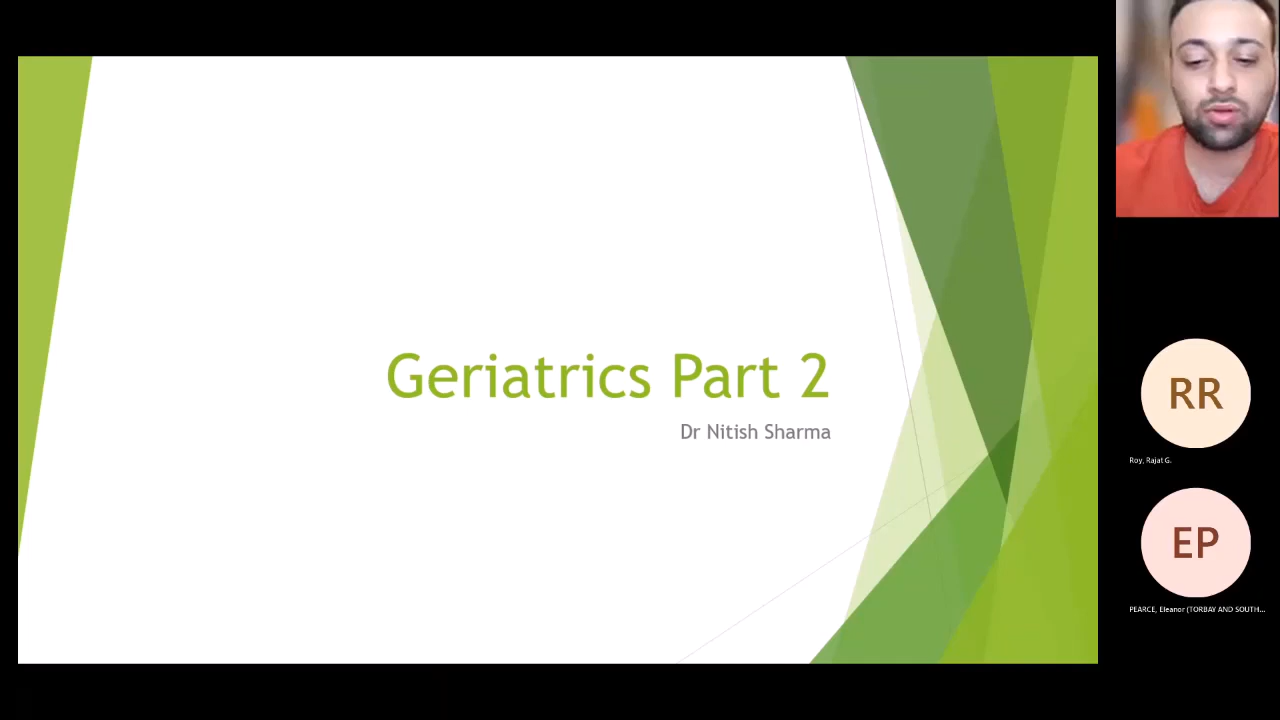 Geriatrics Part 2
Dr Nitish Sharma
RR
Roy, Rajat G.
EP
PEARCE, Eleanor (TORBAY AND SOUTH...